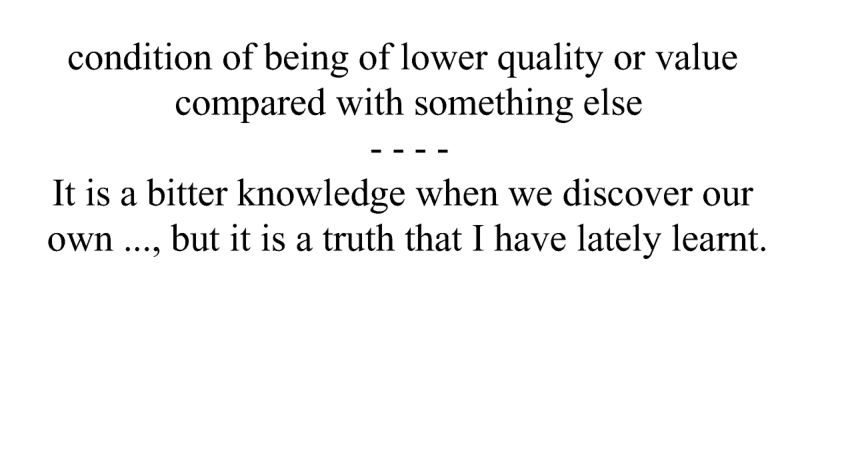 condition of being of lower quality or value
compared with something else
- - - -
It is a bitter knowledge when we discover our
own ..., but it is a truth that I have lately learnt.